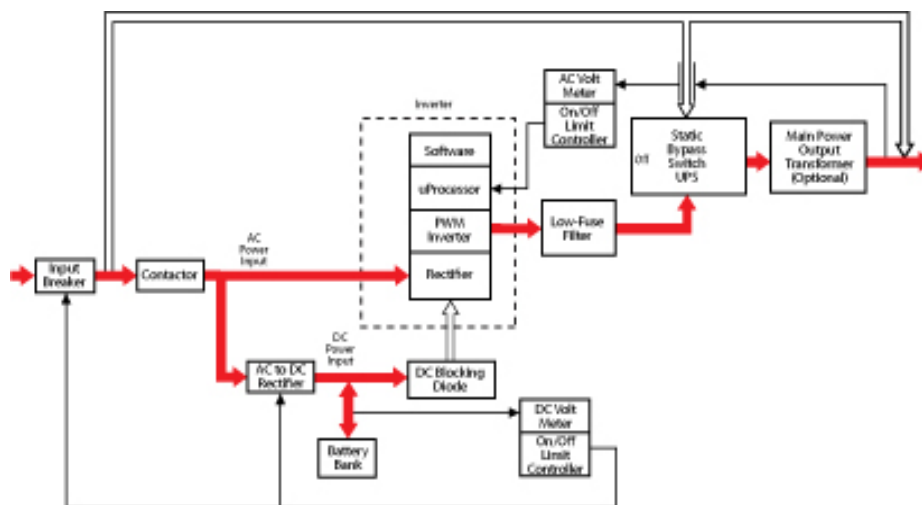 AC Volt
Meter
On/Off
Limit
Controller
Inverter
Software
uProcessor
PWM
Inverter
Rectifier
Off
Static
Bypass
Switch
UPS
Main Power
Output
Transformer
(Optional)
Low-Fuse
Filter
AC
Power
Input
Input
Breaker
Contactor
DC
Power
Input
AC to DC
Rectifier
DC Blocking
Diode
Battery
Bank
DC Volt
Meter
On/Off
Limit
Controller